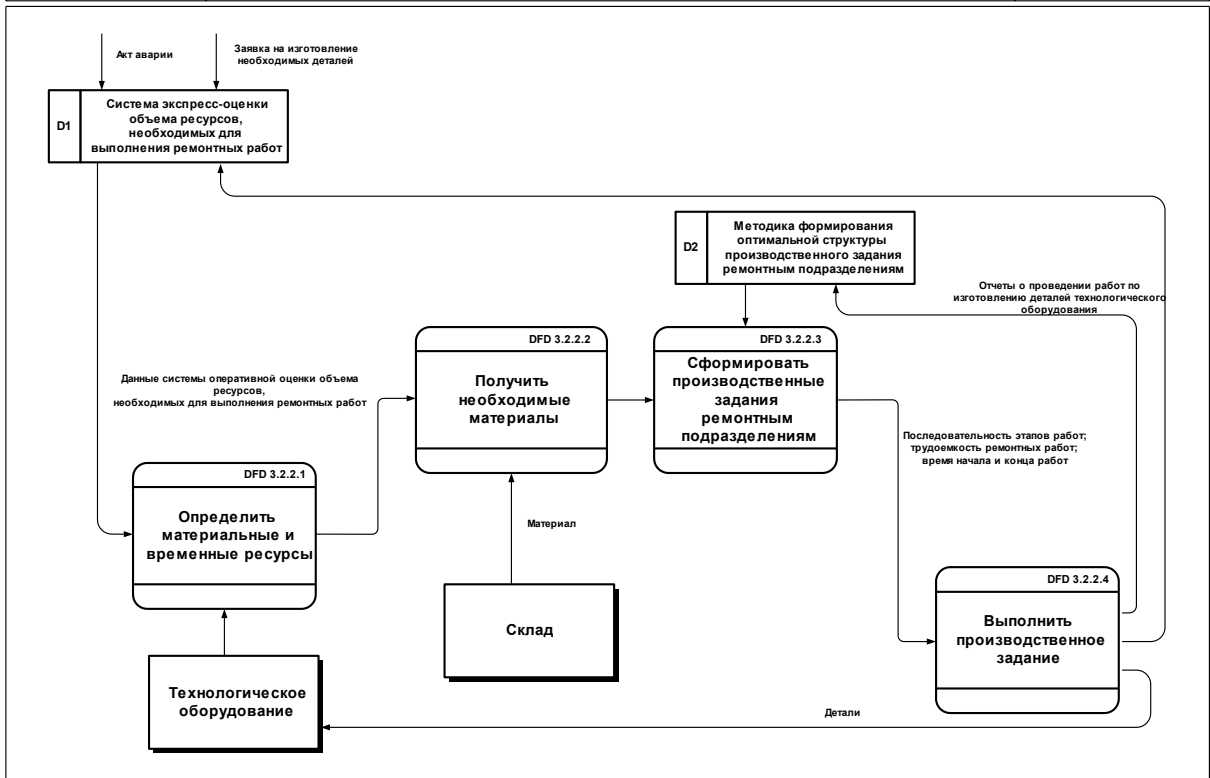 Акт аварии
Заявка на изготовление
необходимых деталей
D1
Система экспресс-оценки
объема ресурсов,
необходимых для
выполнения ремонтных работ
D2
Методика формирования
оптимальной структуры
производственного задания
ремонтным подразделениям
Отчеты о проведении работ по
изготовлению деталей технологического
оборудования
Данные системы оперативной оценки объема
ресурсов,
необходимых для выполнения ремонтных работ
DFD 3.2.2.2
Получить
необходимые
материалы
DFD 3.2.2.3
Сформировать
производственные
задания
ремонтным
подразделениям
Последовательность этапов работ;
трудоемкость ремонтных работ;
время начала и конца работ
DFD 3.2.2.1
Определить
материальные и
временные ресурсы
Материал
Склад
DFD 3.2.2.4
Выполнить
производственное
задание
Технологическое
оборудование
Детали